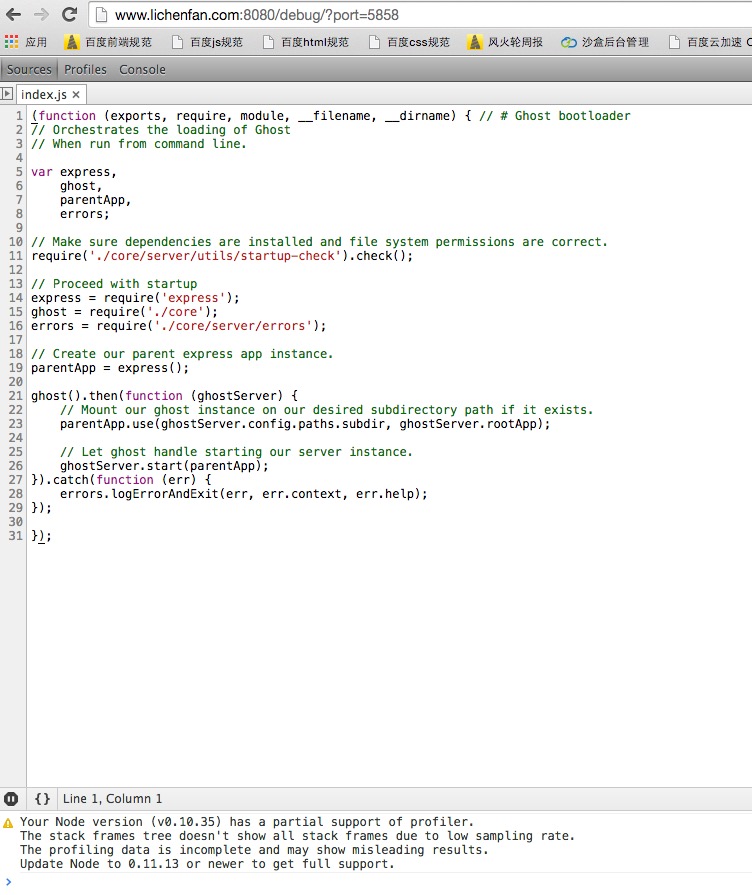 www.lichenfan.com:8080/debug/?port=5858
应用 百度前端规范 百度js规范 百度html规范 百度css规范 风火轮周报 沙盒后台管理 百度云加速 C
Sources Profiles Console
index.js ×
1 (function (exports, require, module, __filename, __dirname) { // # Ghost bootloader
2 // Orchestrates the loading of Ghost
3 // When run from command line.
4
5 var express,
6     ghost,
7     parentApp,
8     errors;
9
10 // Make sure dependencies are installed and file system permissions are correct.
11 require('./core/server/utils/startup-check').check();
12
13 // Proceed with startup
14 express = require('express');
15 ghost = require('./core');
16 errors = require('./core/server/errors');
17
18 // Create our parent express app instance.
19 parentApp = express();
20
21 ghost().then(function (ghostServer) {
22     // Mount our ghost instance on our desired subdirectory path if it exists.
23     parentApp.use(ghostServer.config.paths.subdir, ghostServer.rootApp);
24
25     // Let ghost handle starting our server instance.
26     ghostServer.start(parentApp);
27 }).catch(function (err) {
28     errors.logErrorAndExit(err, err.context, err.help);
29 });
30
31 });
{} Line 1, Column 1
Your Node version (v0.10.35) has a partial support of profiler.
The stack frames tree doesn't show all stack frames due to low sampling rate.
The profiling data is incomplete and may show misleading results.
Update Node to 0.11.13 or newer to get full support.
>